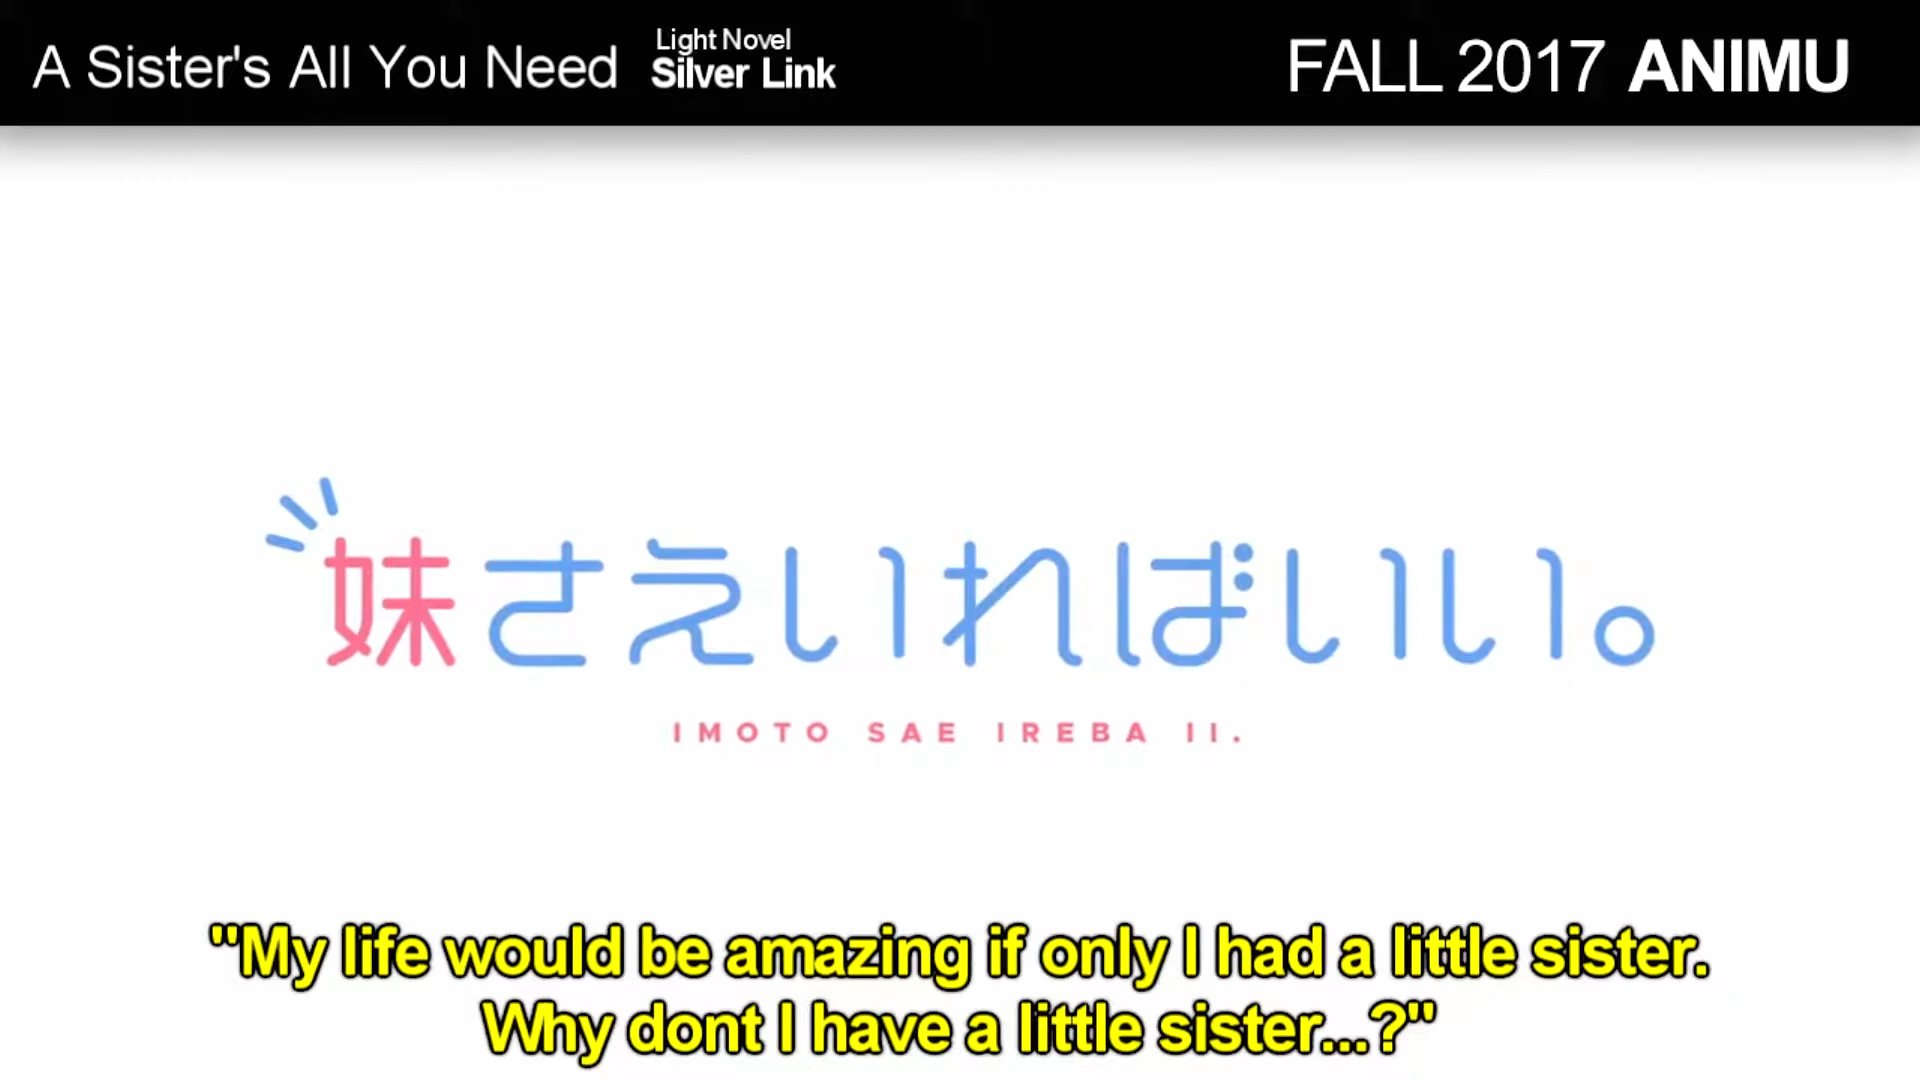 A Sister's All You Need
Light Novel
Silver Link
FALL 2017 ANIMU
妹さえいればいい。
IMOTO SAE IREBA II.
"My life would be amazing if only I had a little sister.
Why dont I have a little sister...?"